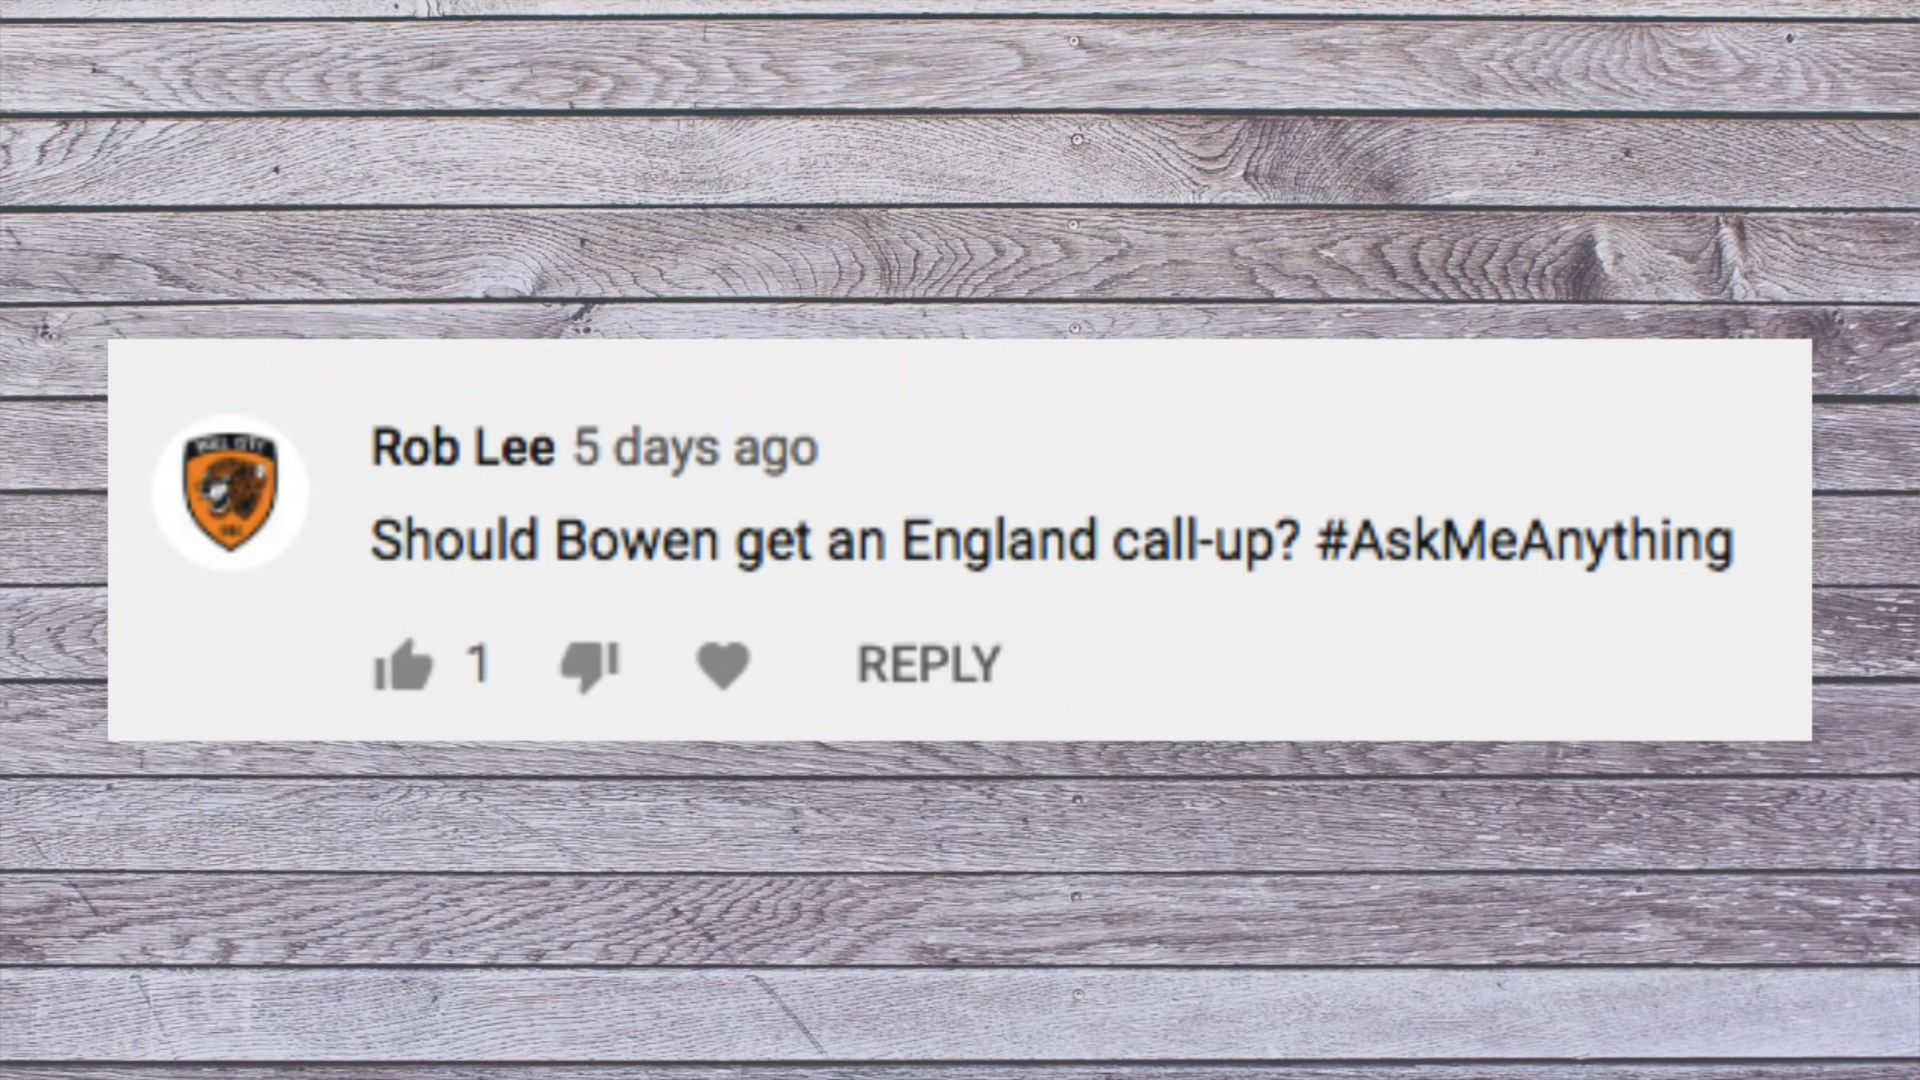 Rob Lee 5 days ago
Should Bowen get an England call-up? #AskMeAnything
1
REPLY